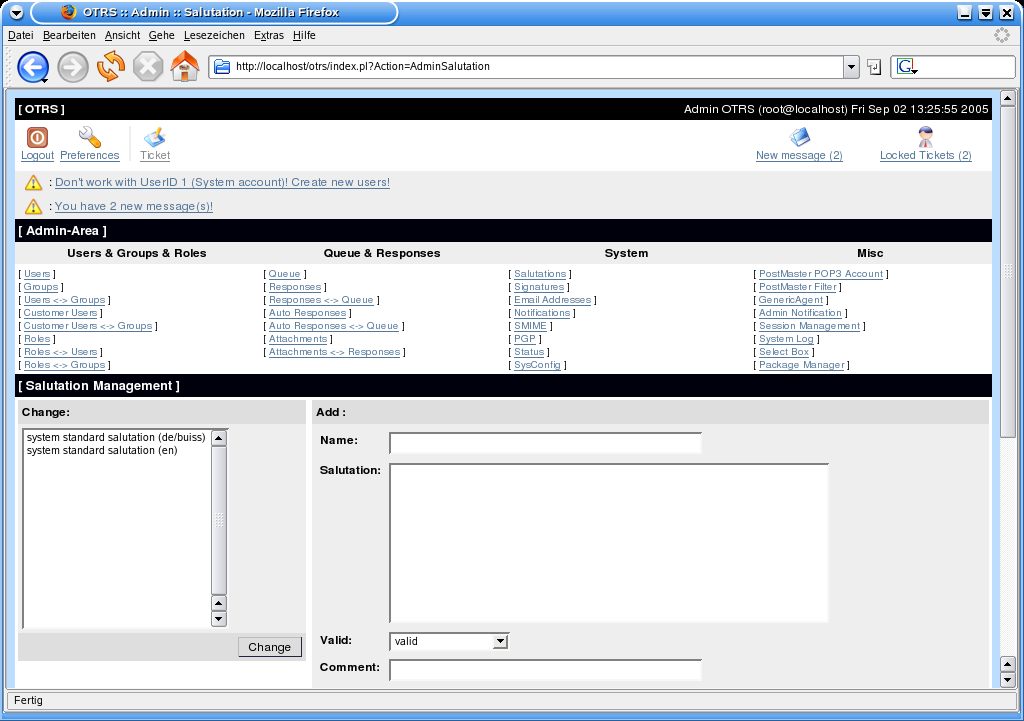 OTRS :: Admin :: Salutation - Mozilla Firefox
Datei Bearbeiten Ansicht Gehe Lesezeichen Extras Hilfe
http://localhost/otrs/index.pl?Action=AdminSalutation
[ OTRS ] Admin OTRS (root@localhost) Fri Sep 02 13:25:55 2005
Logout Preferences Ticket New message (2) Locked Tickets (2)
: Don't work with UserID 1 (System account)! Create new users!
: You have 2 new message(s)!
[ Admin-Area ]
Users & Groups & Roles Queue & Responses System Misc
[ Users ] [ Queue ] [ Salutations ] [ PostMaster POP3 Account ]
[ Groups ] [ Responses ] [ Signatures ] [ PostMaster Filter ]
[ Users <-> Groups ] [ Responses <-> Queue ] [ Email Addresses ] [ GenericAgent ]
[ Customer Users ] [ Auto Responses ] [ Notifications ] [ Admin Notification ]
[ Customer Users <-> Groups ] [ Auto Responses <-> Queue ] [ SMIME ] [ Session Management ]
[ Roles ] [ Attachments ] [ PGP ] [ System Log ]
[ Roles <-> Users ] [ Attachments <-> Responses ] [ Status ] [ Select Box ]
[ Roles <-> Groups ] [ SysConfig ] [ Package Manager ]
[ Salutation Management ]
Change: Add :
system standard salutation (de/buiss)
system standard salutation (en)
Name:
Salutation:
Valid: valid
Change
Comment:
Fertig